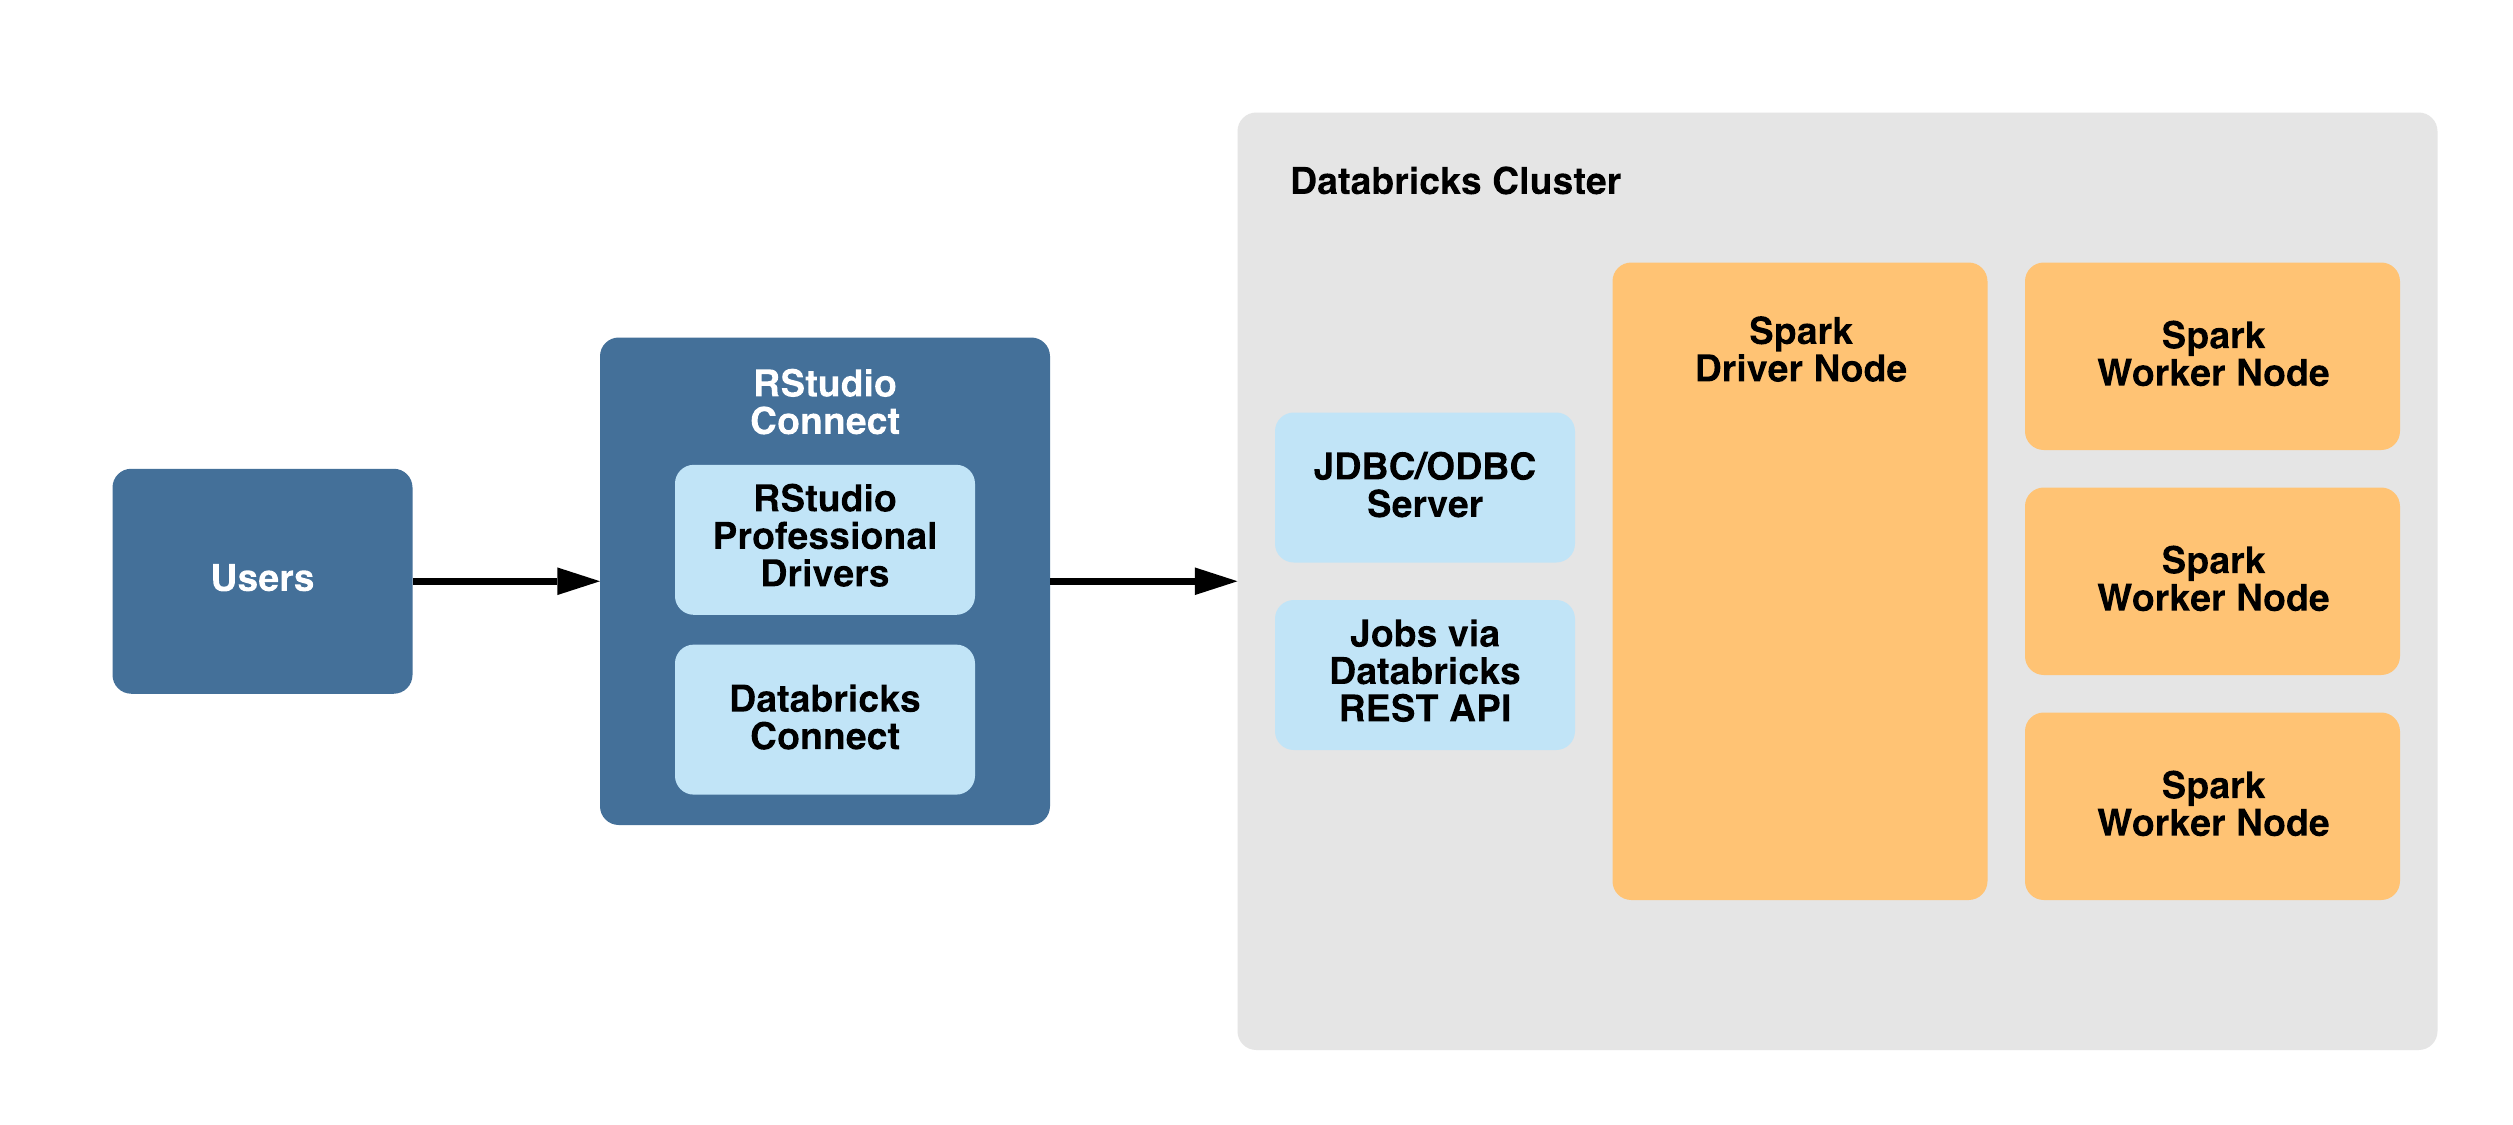 Users
RStudio
Connect
RStudio
Professional
Drivers
Databricks
Connect
Databricks Cluster
JDBC/ODBC
Server
Jobs via
Databricks
REST API
Spark
Driver Node
Spark
Worker Node
Spark
Worker Node
Spark
Worker Node